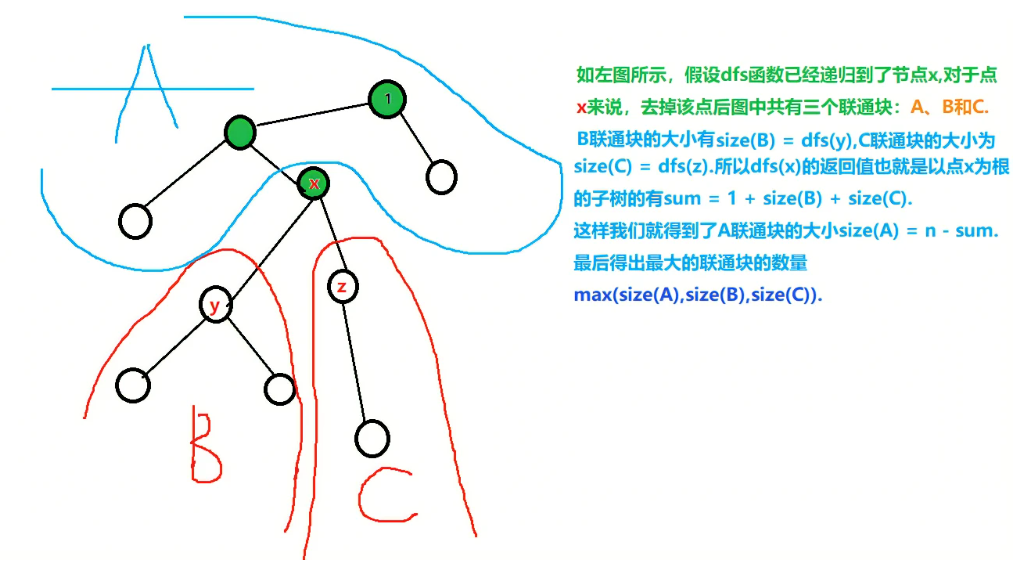 A
1
x
y
z
B
C
如左图所示，假设dfs函数已经递归到了节点x,对于点
x来说，去掉该点后图中共有三个联通块：A、B和C.
B联通块的大小有size(B) = dfs(y),C联通块的大小为
size(C) = dfs(z).所以dfs(x)的返回值也就是以点x为根
的子树的有sum = 1 + size(B) + size(C).
这样我们就得到了A联通块的大小size(A) = n - sum.
最后得出最大的联通块的数量
max(size(A),size(B),size(C)).